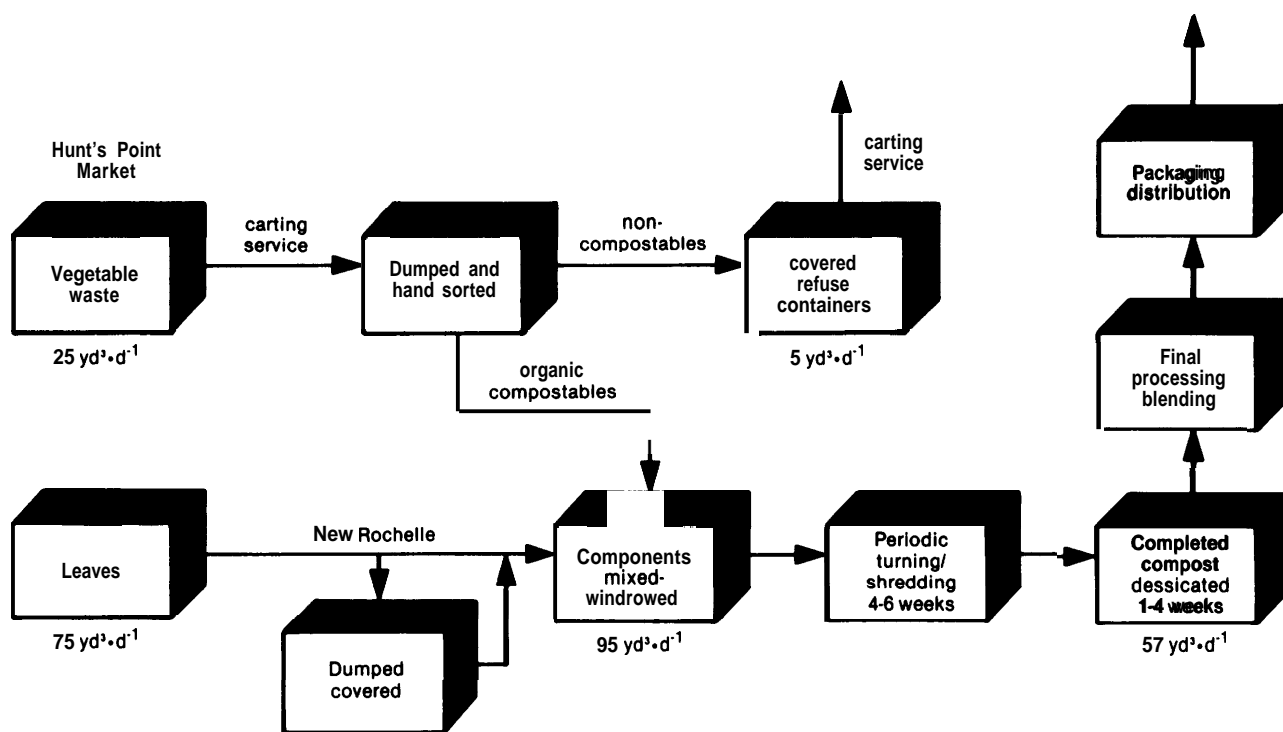 Hunt's Point
Market
Vegetable
waste
25 yd³•d⁻¹
carting
service
Dumped and
hand sorted
non-
compostables
covered
refuse
containers
5 yd³•d⁻¹
carting
service
organic
compostables
Leaves
75 yd³•d⁻¹
New Rochelle
Dumped
covered
Components
mixed-
windrowed
95 yd³•d⁻¹
Periodic
turning/
shredding
4-6 weeks
Completed
compost
dessicated
1-4 weeks
57 yd³•d⁻¹
Final
processing
blending
Packaging
distribution